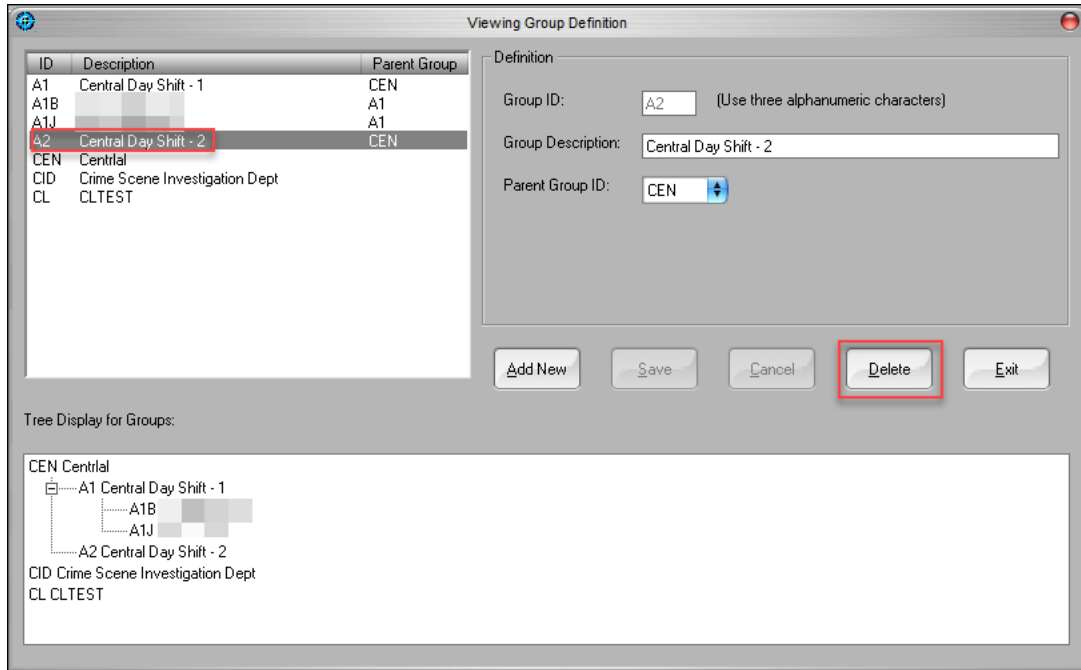 Viewing Group Definition
ID Description Parent Group
A1 Central Day Shift - 1 CEN
A1B A1
A1J A1
A2 Central Day Shift - 2 CEN
CEN Centrlal
CID Crime Scene Investigation Dept
CL CLTEST
Definition
Group ID: A2 (Use three alphanumeric characters)
Group Description: Central Day Shift - 2
Parent Group ID: CEN
Add New Save Cancel Delete Exit
Tree Display for Groups:
CEN Centrlal
A1 Central Day Shift - 1
A1B
A1J
A2 Central Day Shift - 2
CID Crime Scene Investigation Dept
CL CLTEST